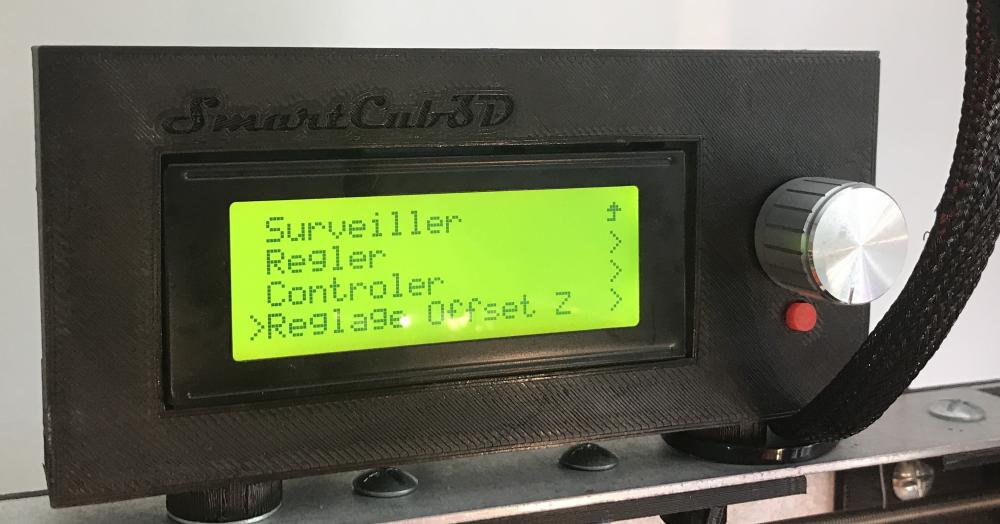 SmartCub3D
Surveiller
Regler >
Controler >
>Reglage Offset Z >